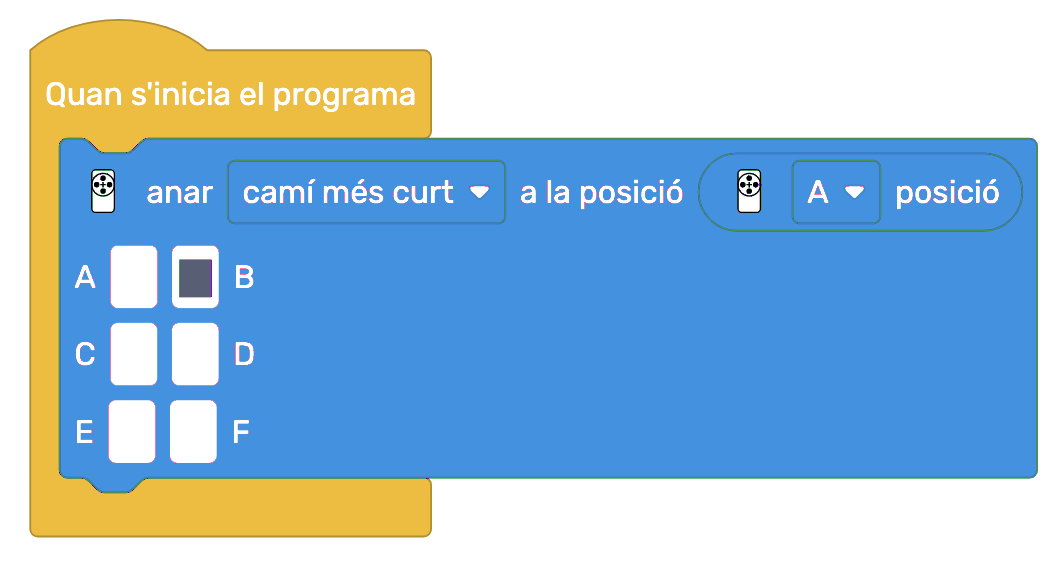 Quan s'inicia el programa
anar camí més curt a la posició A posició
A B
C D
E F